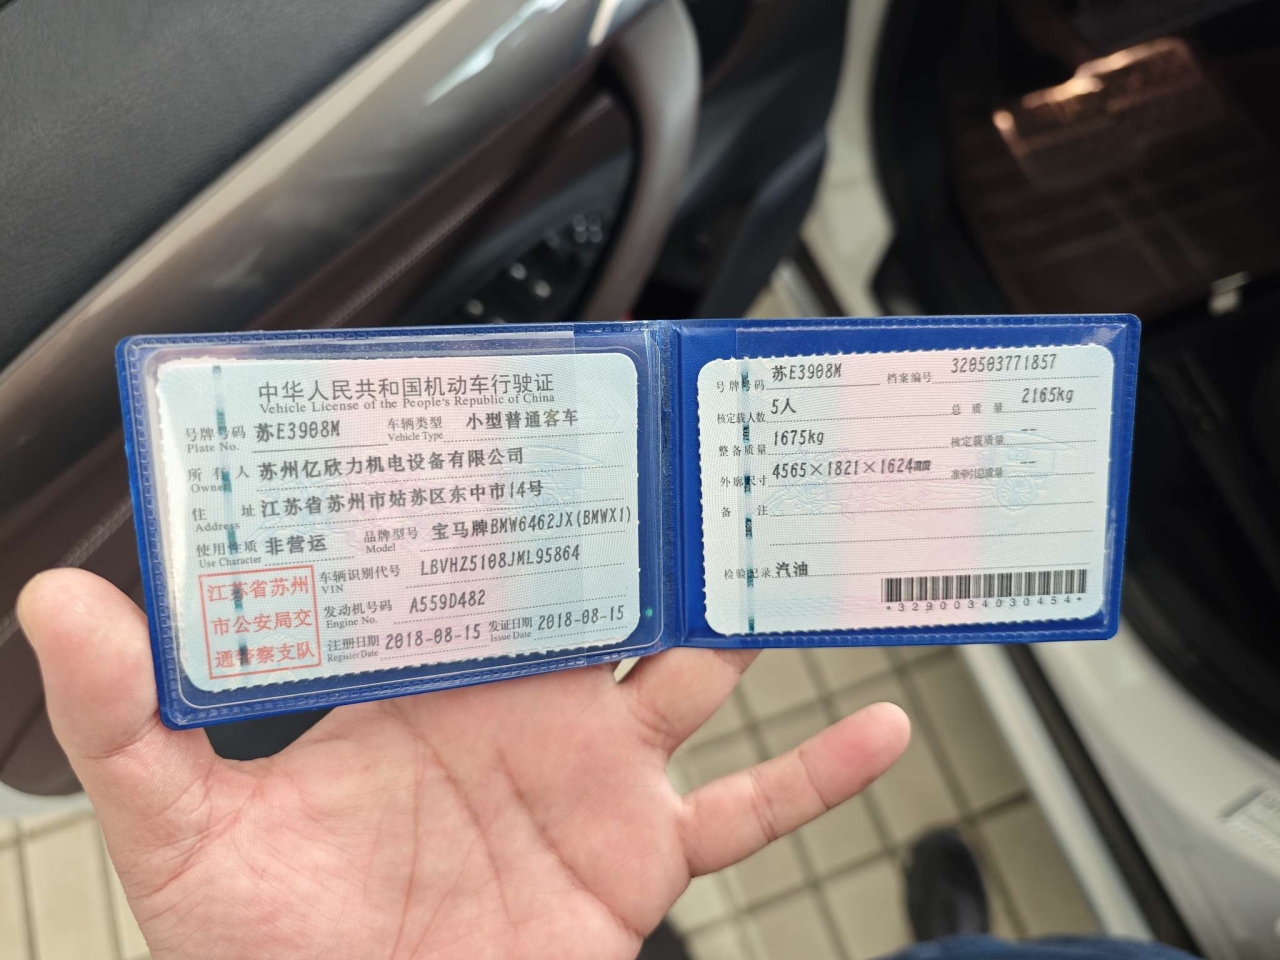 中华人民共和国机动车行驶证
Vehicle License of the People's Republic of China
号牌号码 苏E3908M 车辆类型 小型普通客车
Plate No. Vehicle Type
所有人 苏州亿欣力机电设备有限公司
Owner
住址 江苏省苏州市姑苏区东中市14号
Address
使用性质 非营运 品牌型号 宝马牌BMW6462JX(BMWX1)
Use Character Model
车辆识别代号 LBVHZ5108JML95864
VIN
发动机号码 A559D482
Engine No.
注册日期 2018-08-15 发证日期 2018-08-15
Register Date Issue Date
江苏省苏州
市公安局交
通警察支队
号牌号码 苏E3908M 档案编号 320503771857
核定载人数 5人 总质量 2165kg
整备质量 1675kg 核定载质量 --
外廓尺寸 4565×1821×1624mm 准牵引总质量 --
备注
检验记录 汽油
*3290034030454*